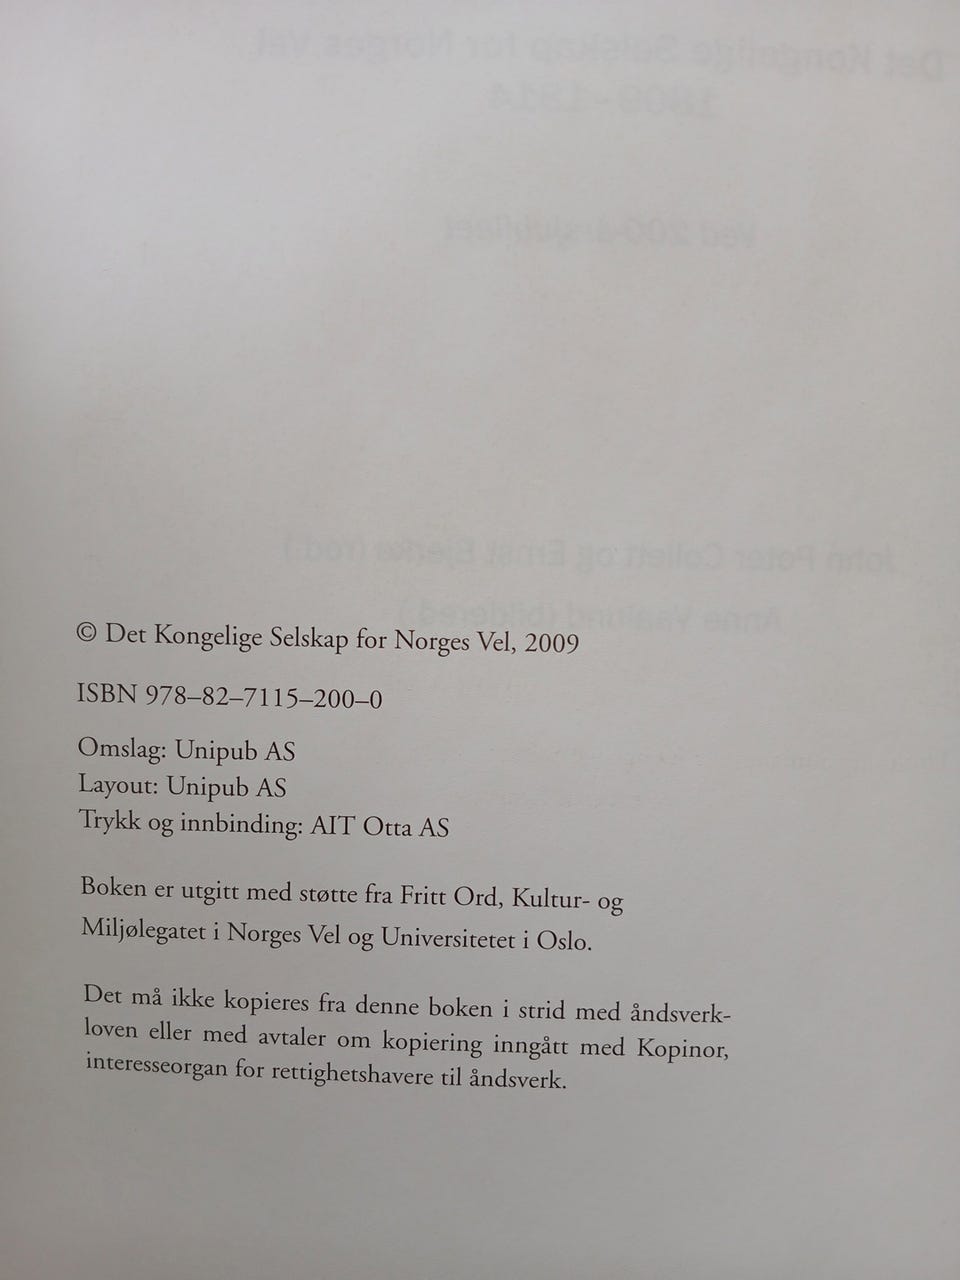 © Det Kongelige Selskap for Norges Vel, 2009
ISBN 978–82–7115–200–0
Omslag: Unipub AS
Layout: Unipub AS
Trykk og innbinding: AIT Otta AS
Boken er utgitt med støtte fra Fritt Ord, Kultur- og
Miljølegatet i Norges Vel og Universitetet i Oslo.
Det må ikke kopieres fra denne boken i strid med åndsverk-
loven eller med avtaler om kopiering inngått med Kopinor,
interesseorgan for rettighetshavere til åndsverk.